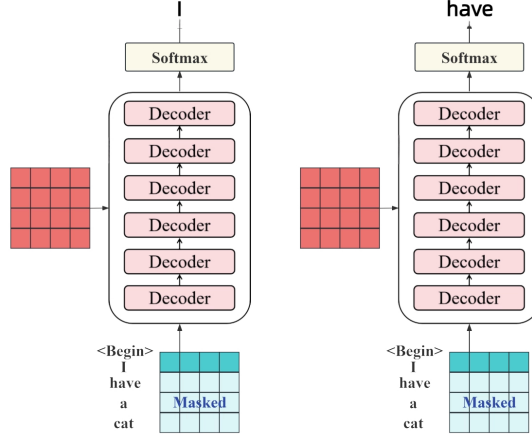 I
Softmax
Decoder
Decoder
Decoder
Decoder
Decoder
Decoder
<Begin>
I
have
a
cat
Masked
have
Softmax
Decoder
Decoder
Decoder
Decoder
Decoder
Decoder
<Begin>
I
have
a
cat
Masked